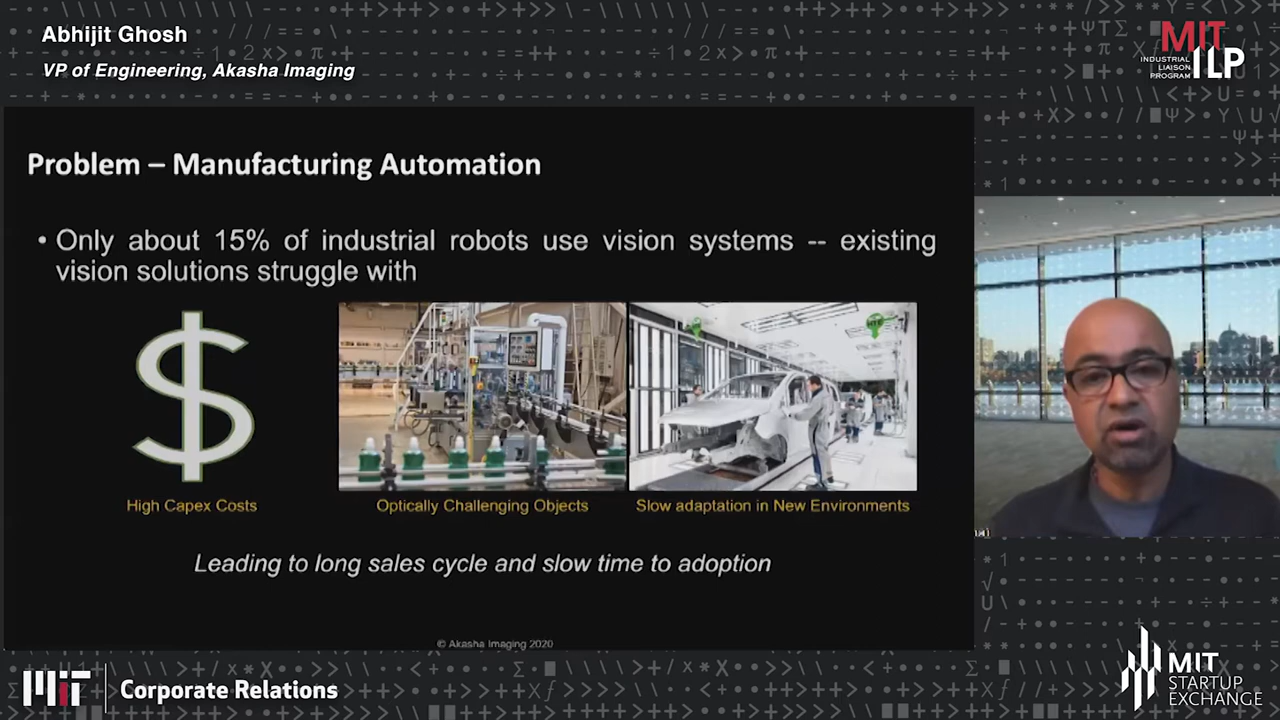 Abhijit Ghosh
VP of Engineering, Akasha Imaging
MIT
INDUSTRIAL
LIAISON
PROGRAM
ILP
Problem – Manufacturing Automation
• Only about 15% of industrial robots use vision systems -- existing
vision solutions struggle with
High Capex Costs
Optically Challenging Objects
Slow adaptation in New Environments
Leading to long sales cycle and slow time to adoption
© Akasha Imaging 2020
MIT
Corporate Relations
MIT
STARTUP
EXCHANGE